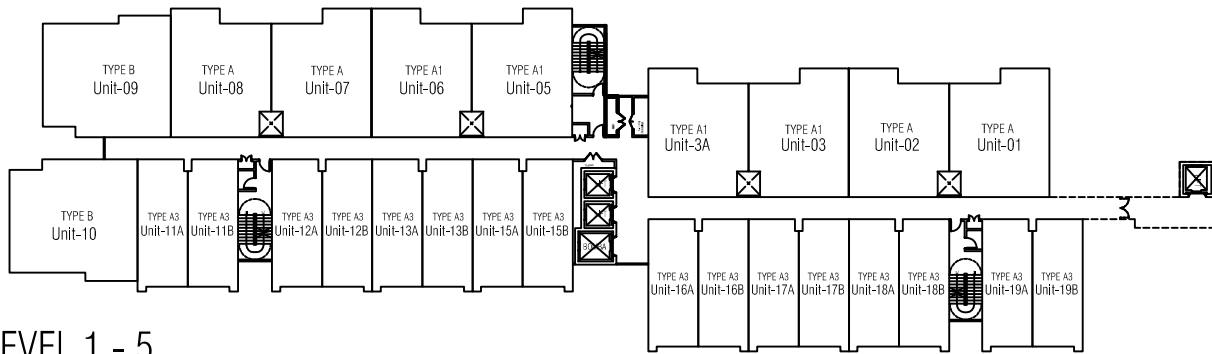 TYPE B
Unit-09
TYPE A
Unit-08
TYPE A
Unit-07
TYPE A1
Unit-06
TYPE A1
Unit-05
TYPE A1
Unit-3A
TYPE A1
Unit-03
TYPE A
Unit-02
TYPE A
Unit-01
TYPE B
Unit-10
TYPE A3
Unit-11A
TYPE A3
Unit-11B
TYPE A3
Unit-12A
TYPE A3
Unit-12B
TYPE A3
Unit-13A
TYPE A3
Unit-13B
TYPE A3
Unit-15A
TYPE A3
Unit-15B
TYPE A3
Unit-16A
TYPE A3
Unit-16B
TYPE A3
Unit-17A
TYPE A3
Unit-17B
TYPE A3
Unit-18A
TYPE A3
Unit-18B
TYPE A3
Unit-19A
TYPE A3
Unit-19B
EVEL 1 - 5